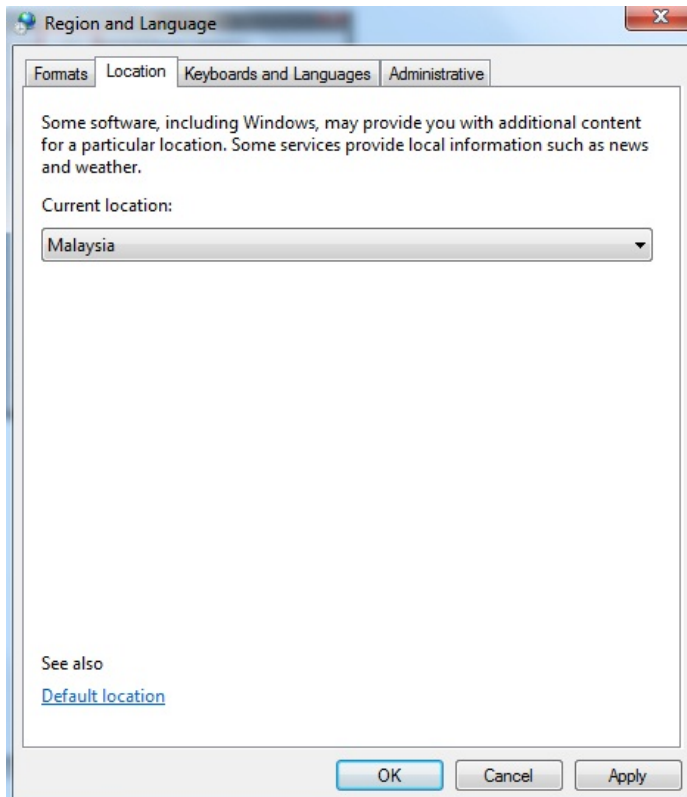 Region and Language
Formats Location Keyboards and Languages Administrative
Some software, including Windows, may provide you with additional content
for a particular location. Some services provide local information such as news
and weather.
Current location:
Malaysia
See also
Default location
OK Cancel Apply